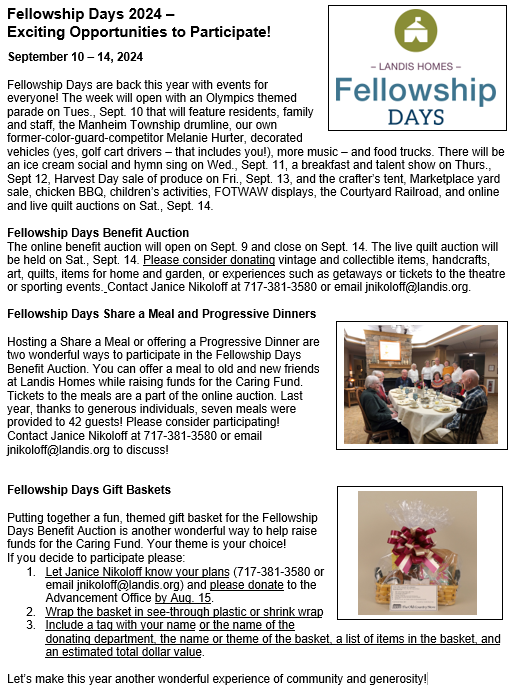 Fellowship Days 2024 –
Exciting Opportunities to Participate!
September 10 – 14, 2024
– LANDIS HOMES –
Fellowship
DAYS
Fellowship Days are back this year with events for
everyone! The week will open with an Olympics themed
parade on Tues., Sept. 10 that will feature residents, family
and staff, the Manheim Township drumline, our own
former-color-guard-competitor Melanie Hurter, decorated
vehicles (yes, golf cart drivers – that includes you!), more music – and food trucks. There will be
an ice cream social and hymn sing on Wed., Sept. 11, a breakfast and talent show on Thurs.,
Sept 12, Harvest Day sale of produce on Fri., Sept. 13, and the crafter's tent, Marketplace yard
sale, chicken BBQ, children's activities, FOTWAW displays, the Courtyard Railroad, and online
and live quilt auctions on Sat., Sept. 14.
Fellowship Days Benefit Auction
The online benefit auction will open on Sept. 9 and close on Sept. 14. The live quilt auction will
be held on Sat., Sept. 14. Please consider donating vintage and collectible items, handcrafts,
art, quilts, items for home and garden, or experiences such as getaways or tickets to the theatre
or sporting events. Contact Janice Nikoloff at 717-381-3580 or email jnikoloff@landis.org.
Fellowship Days Share a Meal and Progressive Dinners
Hosting a Share a Meal or offering a Progressive Dinner are
two wonderful ways to participate in the Fellowship Days
Benefit Auction. You can offer a meal to old and new friends
at Landis Homes while raising funds for the Caring Fund.
Tickets to the meals are a part of the online auction. Last
year, thanks to generous individuals, seven meals were
provided to 42 guests! Please consider participating!
Contact Janice Nikoloff at 717-381-3580 or email
jnikoloff@landis.org to discuss!
Fellowship Days Gift Baskets
Putting together a fun, themed gift basket for the Fellowship
Days Benefit Auction is another wonderful way to help raise
funds for the Caring Fund. Your theme is your choice!
If you decide to participate please:
1. Let Janice Nikoloff know your plans (717-381-3580 or
email jnikoloff@landis.org) and please donate to the
Advancement Office by Aug. 15.
2. Wrap the basket in see-through plastic or shrink wrap
3. Include a tag with your name or the name of the
donating department, the name or theme of the basket, a list of items in the basket, and
an estimated total dollar value.
Let's make this year another wonderful experience of community and generosity!